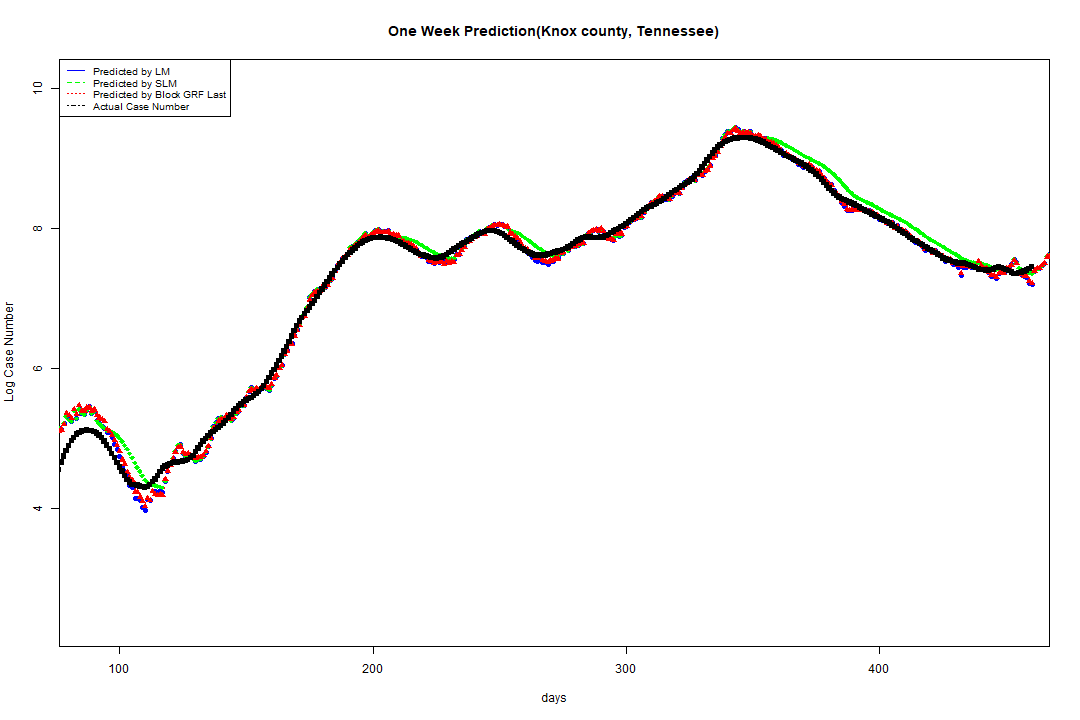 One Week Prediction(Knox county, Tennessee)
Predicted by LM
Predicted by SLM
Predicted by Block GRF Last
Actual Case Number
10
8
6
4
Log Case Number
100 200 300 400
days